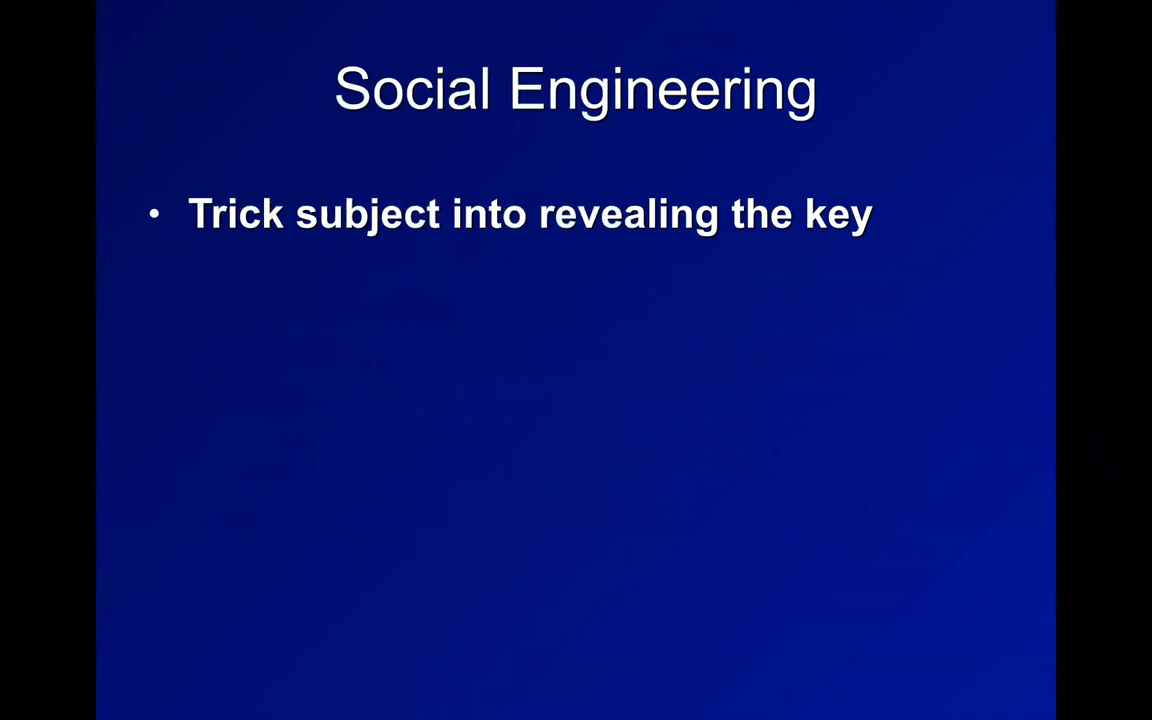 Social Engineering
• Trick subject into revealing the key